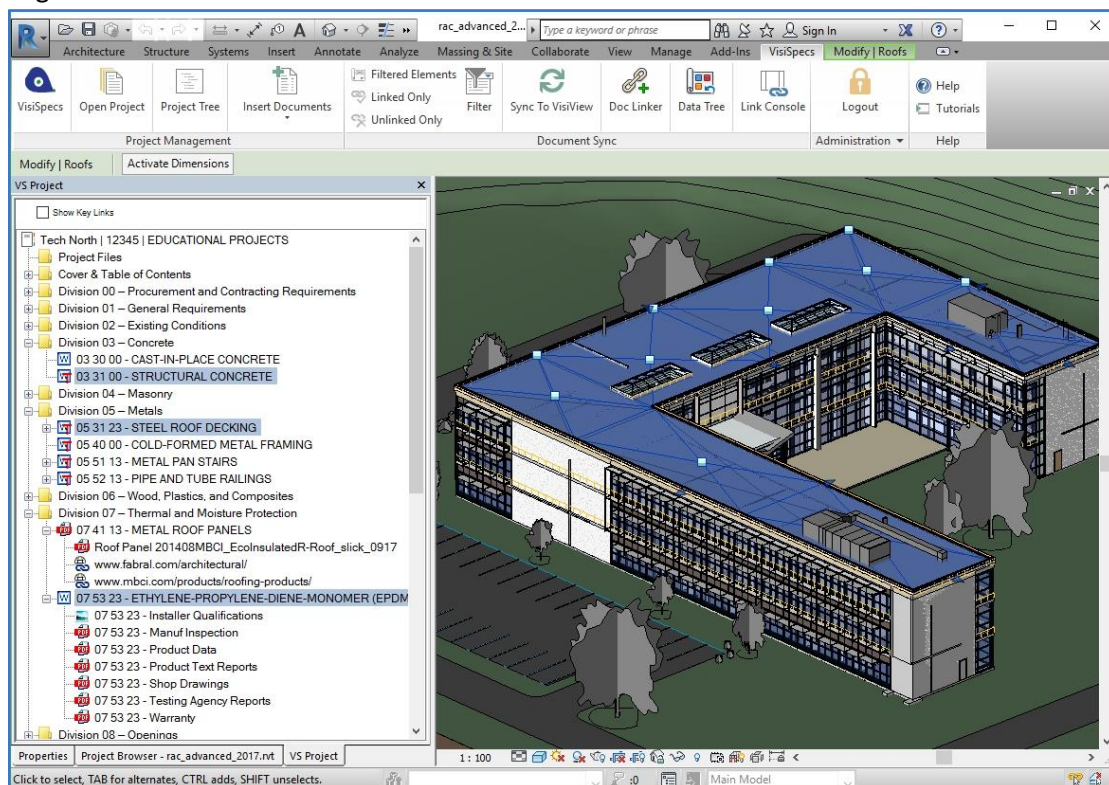 rac_advanced_2...
Type a keyword or phrase
Sign In
Architecture Structure Systems Insert Annotate Analyze Massing & Site Collaborate View Manage Add-Ins VisiSpecs Modify | Roofs
VisiSpecs
Open Project
Project Tree
Insert Documents
Filtered Elements
Linked Only
Unlinked Only
Filter
Sync To VisiView
Doc Linker
Data Tree
Link Console
Logout
Help
Tutorials
Project Management
Document Sync
Administration
Help
Modify | Roofs
Activate Dimensions
VS Project
Show Key Links
Tech North | 12345 | EDUCATIONAL PROJECTS
Project Files
Cover & Table of Contents
Division 00 – Procurement and Contracting Requirements
Division 01 – General Requirements
Division 02 – Existing Conditions
Division 03 – Concrete
03 30 00 - CAST-IN-PLACE CONCRETE
03 31 00 - STRUCTURAL CONCRETE
Division 04 – Masonry
Division 05 – Metals
05 31 23 - STEEL ROOF DECKING
05 40 00 - COLD-FORMED METAL FRAMING
05 51 13 - METAL PAN STAIRS
05 52 13 - PIPE AND TUBE RAILINGS
Division 06 – Wood, Plastics, and Composites
Division 07 – Thermal and Moisture Protection
07 41 13 - METAL ROOF PANELS
Roof Panel 201408MBCI_EcoInsulatedR-Roof_slick_0917
www.fabral.com/architectural/
www.mbci.com/products/roofing-products/
07 53 23 - ETHYLENE-PROPYLENE-DIENE-MONOMER (EPDM
07 53 23 - Installer Qualifications
07 53 23 - Manuf Inspection
07 53 23 - Product Data
07 53 23 - Product Text Reports
07 53 23 - Shop Drawings
07 53 23 - Testing Agency Reports
07 53 23 - Warranty
Division 08 – Openings
Properties
Project Browser - rac_advanced_2017.rvt
VS Project
1 : 100
Click to select, TAB for alternates, CTRL adds, SHIFT unselects.
:0
Main Model